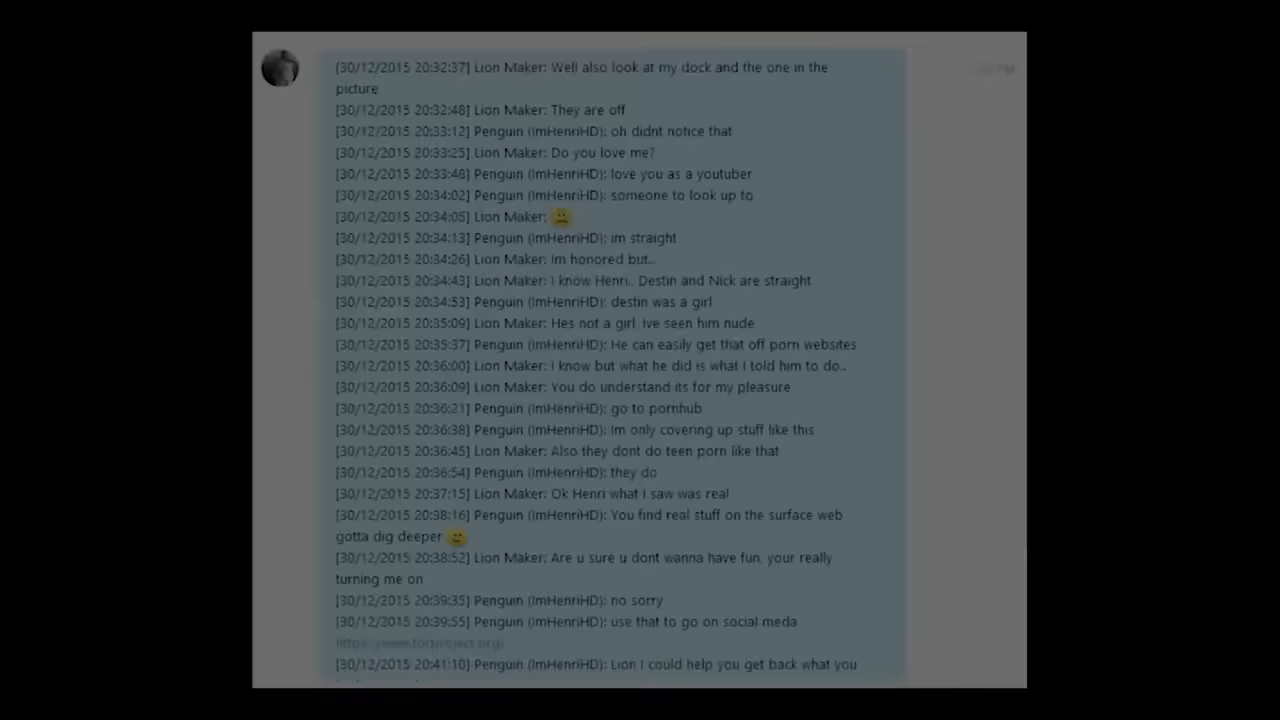 [30/12/2015 20:32:37] Lion Maker: Well also look at my dock and the one in the
picture
[30/12/2015 20:32:48] Lion Maker: They are off
[30/12/2015 20:33:12] Penguin (ImHenriHD): oh didnt notice that
[30/12/2015 20:33:25] Lion Maker: Do you love me?
[30/12/2015 20:33:48] Penguin (ImHenriHD): love you as a youtuber
[30/12/2015 20:34:02] Penguin (ImHenriHD): someone to look up to
[30/12/2015 20:34:05] Lion Maker:
[30/12/2015 20:34:13] Penguin (ImHenriHD): im straight
[30/12/2015 20:34:26] Lion Maker: Im honored but..
[30/12/2015 20:34:43] Lion Maker: I know Henri.. Destin and Nick are straight
[30/12/2015 20:34:53] Penguin (ImHenriHD): destin was a girl
[30/12/2015 20:35:09] Lion Maker: Hes not a girl, ive seen him nude
[30/12/2015 20:35:37] Penguin (ImHenriHD): He can easily get that off porn websites
[30/12/2015 20:36:00] Lion Maker: I know but what he did is what I told him to do..
[30/12/2015 20:36:09] Lion Maker: You do understand its for my pleasure
[30/12/2015 20:36:21] Penguin (ImHenriHD): go to pornhub
[30/12/2015 20:36:38] Penguin (ImHenriHD): Im only covering up stuff like this
[30/12/2015 20:36:45] Lion Maker: Also they dont do teen porn like that
[30/12/2015 20:36:54] Penguin (ImHenriHD): they do
[30/12/2015 20:37:15] Lion Maker: Ok Henri what I saw was real
[30/12/2015 20:38:16] Penguin (ImHenriHD): You find real stuff on the surface web
gotta dig deeper
[30/12/2015 20:38:52] Lion Maker: Are u sure u dont wanna have fun, your really
turning me on
[30/12/2015 20:39:35] Penguin (ImHenriHD): no sorry
[30/12/2015 20:39:55] Penguin (ImHenriHD): use that to go on social meda
https://www.torproject.org/
[30/12/2015 20:41:10] Penguin (ImHenriHD): Lion I could help you get back what you